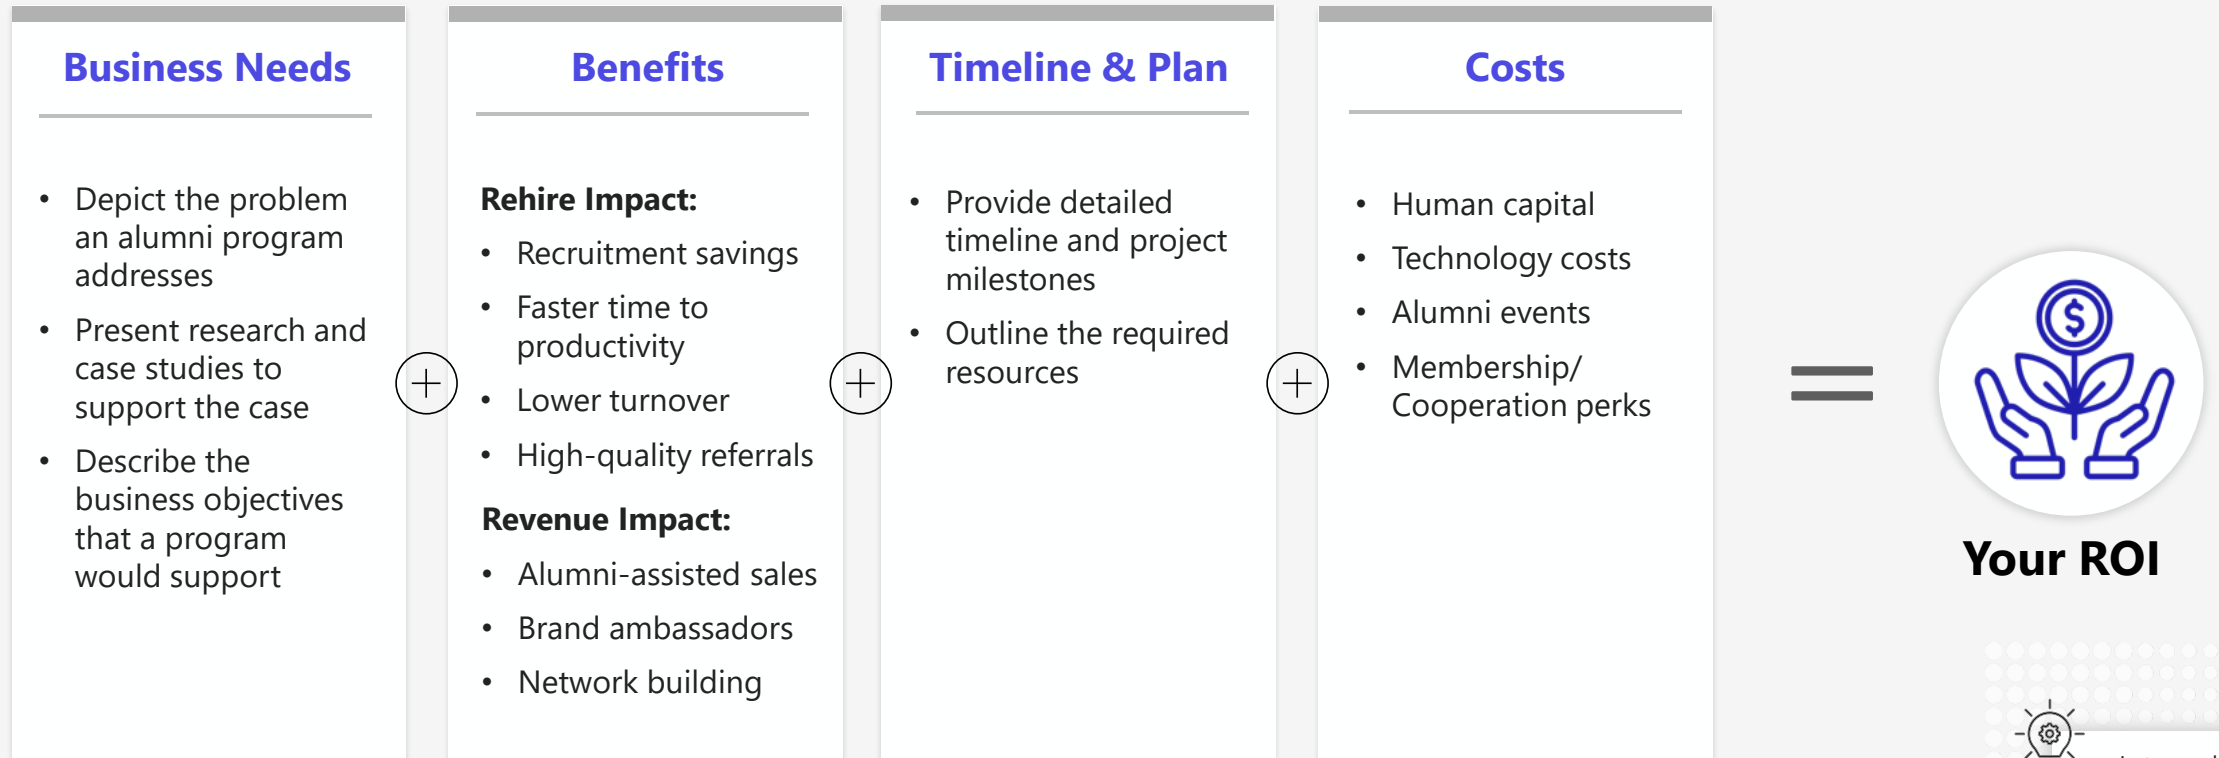 Business Needs
• Depict the problem
an alumni program
addresses
• Present research and
case studies to
support the case
• Describe the
business objectives
that a program
would support
+
Benefits
Rehire Impact:
• Recruitment savings
• Faster time to
productivity
• Lower turnover
• High-quality referrals
Revenue Impact:
• Alumni-assisted sales
• Brand ambassadors
• Network building
+
Timeline & Plan
• Provide detailed
timeline and project
milestones
• Outline the required
resources
+
Costs
• Human capital
• Technology costs
• Alumni events
• Membership/
Cooperation perks
=
$
Your ROI